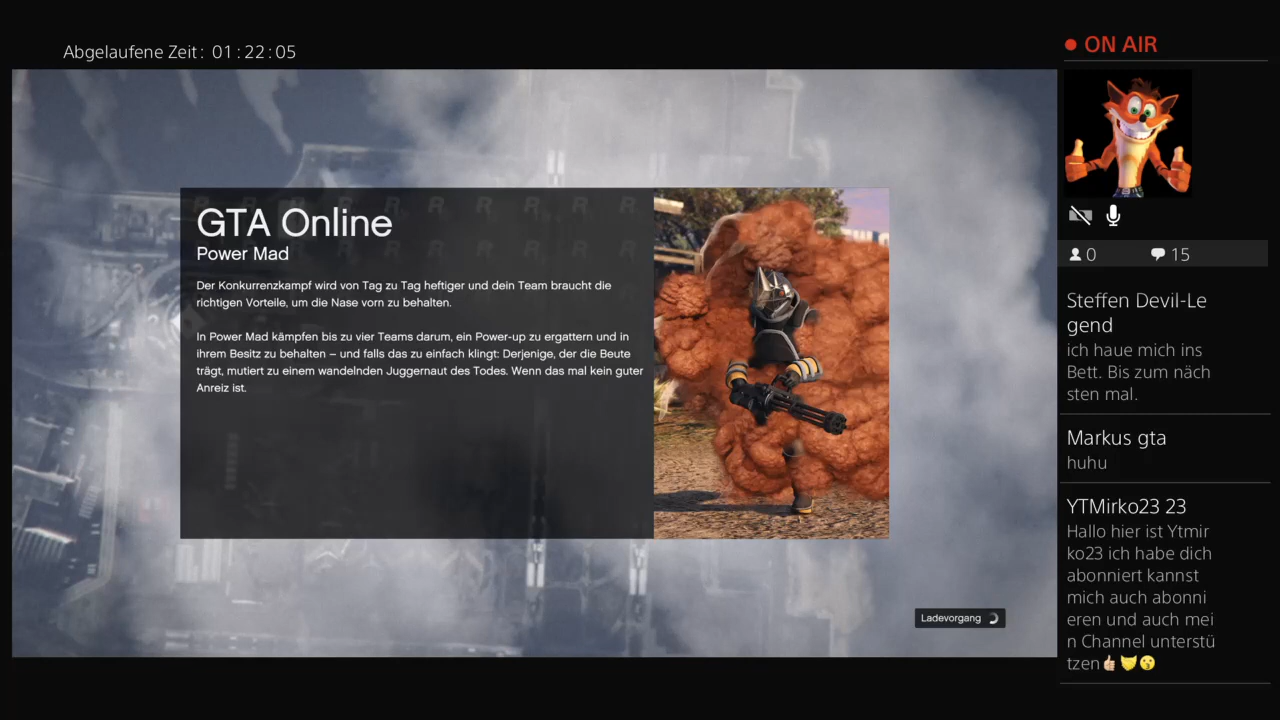 Abgelaufene Zeit: 01:22:05
ON AIR
GTA Online
Power Mad
Der Konkurrenzkampf wird von Tag zu Tag heftiger und dein Team braucht die
richtigen Vorteile, um die Nase vorn zu behalten.
In Power Mad kämpfen bis zu vier Teams darum, ein Power-up zu ergattern und in
ihrem Besitz zu behalten – und falls das zu einfach klingt: Derjenige, der die Beute
trägt, mutiert zu einem wandelnden Juggernaut des Todes. Wenn das mal kein guter
Anreiz ist.
Ladevorgang
0 15
Steffen Devil-Le
gend
ich haue mich ins
Bett. Bis zum näch
sten mal.
Markus gta
huhu
YTMirko23 23
Hallo hier ist Ytmir
ko23 ich habe dich
abonniert kannst
mich auch abonni
eren und auch mei
n Channel unterstü
tzen👍🏻🤝😗